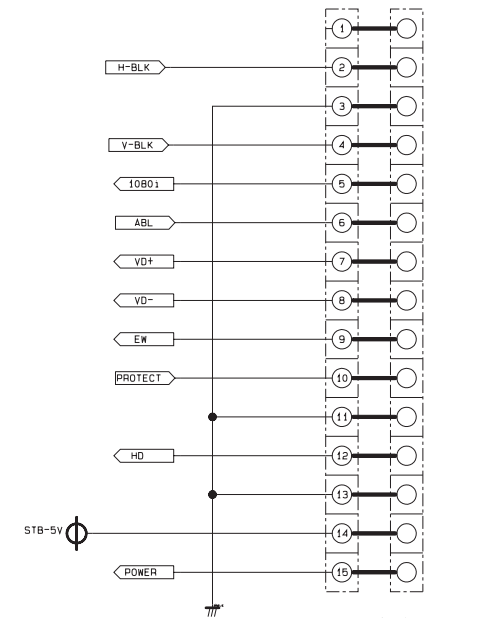 1
H-BLK 2
3
V-BLK 4
1080i 5
ABL 6
VD+ 7
VD- 8
EW 9
PROTECT 10
11
HD 12
13
STB-5V 14
POWER 15